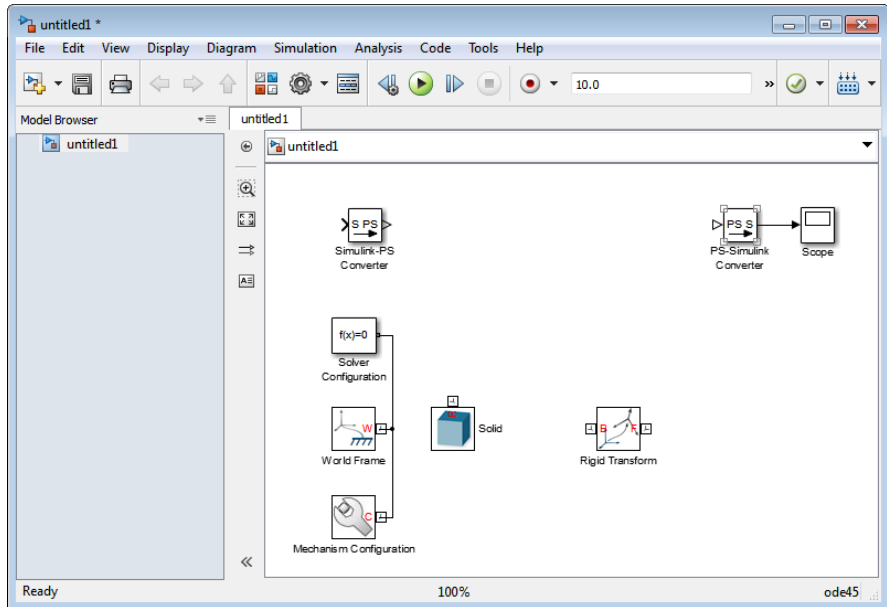 untitled1 *
File Edit View Display Diagram Simulation Analysis Code Tools Help
10.0 »
Model Browser
untitled1
untitled1
untitled1
S PS
Simulink-PS
Converter
PS S
PS-Simulink
Converter
Scope
f(x)=0
Solver
Configuration
W
World Frame
R
Solid
B F
Rigid Transform
C
Mechanism Configuration
Ready 100% ode45